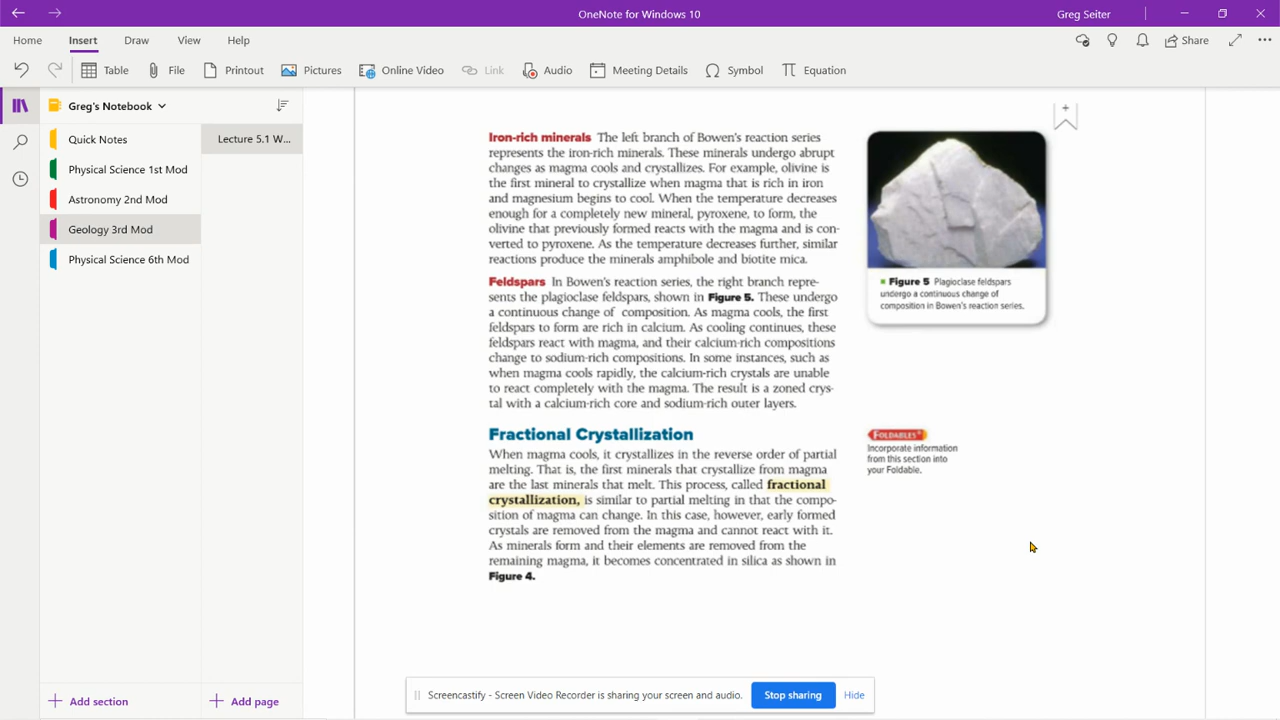 OneNote for Windows 10
Greg Seiter
Home
Insert
Draw
View
Help
Share
Table
File
Printout
Pictures
Online Video
Link
Audio
Meeting Details
Symbol
Equation
Greg's Notebook
Quick Notes
Physical Science 1st Mod
Astronomy 2nd Mod
Geology 3rd Mod
Physical Science 6th Mod
Lecture 5.1 W...
Iron-rich minerals The left branch of Bowen's reaction series
represents the iron-rich minerals. These minerals undergo abrupt
changes as magma cools and crystallizes. For example, olivine is
the first mineral to crystallize when magma that is rich in iron
and magnesium begins to cool. When the temperature decreases
enough for a completely new mineral, pyroxene, to form, the
olivine that previously formed reacts with the magma and is con-
verted to pyroxene. As the temperature decreases further, similar
reactions produce the minerals amphibole and biotite mica.
Feldspars In Bowen's reaction series, the right branch repre-
sents the plagioclase feldspars, shown in Figure 5. These undergo
a continuous change of composition. As magma cools, the first
feldspars to form are rich in calcium. As cooling continues, these
feldspars react with magma, and their calcium-rich compositions
change to sodium-rich compositions. In some instances, such as
when magma cools rapidly, the calcium-rich crystals are unable
to react completely with the magma. The result is a zoned crys-
tal with a calcium-rich core and sodium-rich outer layers.
Figure 5 Plagioclase feldspars
undergo a continuous change of
composition in Bowen's reaction series.
Fractional Crystallization
When magma cools, it crystallizes in the reverse order of partial
melting. That is, the first minerals that crystallize from magma
are the last minerals that melt. This process, called fractional
crystallization, is similar to partial melting in that the compo-
sition of magma can change. In this case, however, early formed
crystals are removed from the magma and cannot react with it.
As minerals form and their elements are removed from the
remaining magma, it becomes concentrated in silica as shown in
Figure 4.
FOLDABLES®
Incorporate information
from this section into
your Foldable.
Screencastify - Screen Video Recorder is sharing your screen and audio.
Stop sharing
Hide
Add section
Add page